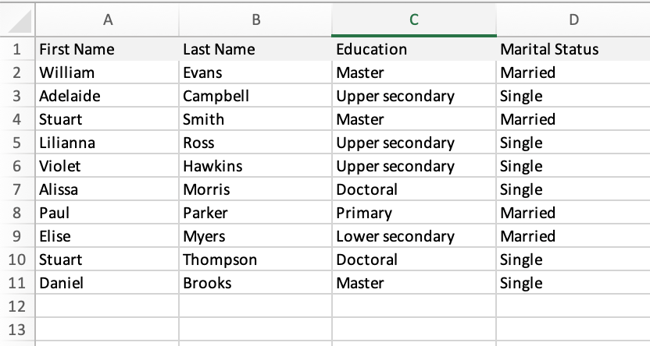 A B C D
1 First Name Last Name Education Marital Status
2 William Evans Master Married
3 Adelaide Campbell Upper secondary Single
4 Stuart Smith Master Married
5 Lilianna Ross Upper secondary Single
6 Violet Hawkins Upper secondary Single
7 Alissa Morris Doctoral Single
8 Paul Parker Primary Married
9 Elise Myers Lower secondary Married
10 Stuart Thompson Doctoral Single
11 Daniel Brooks Master Single
12
13